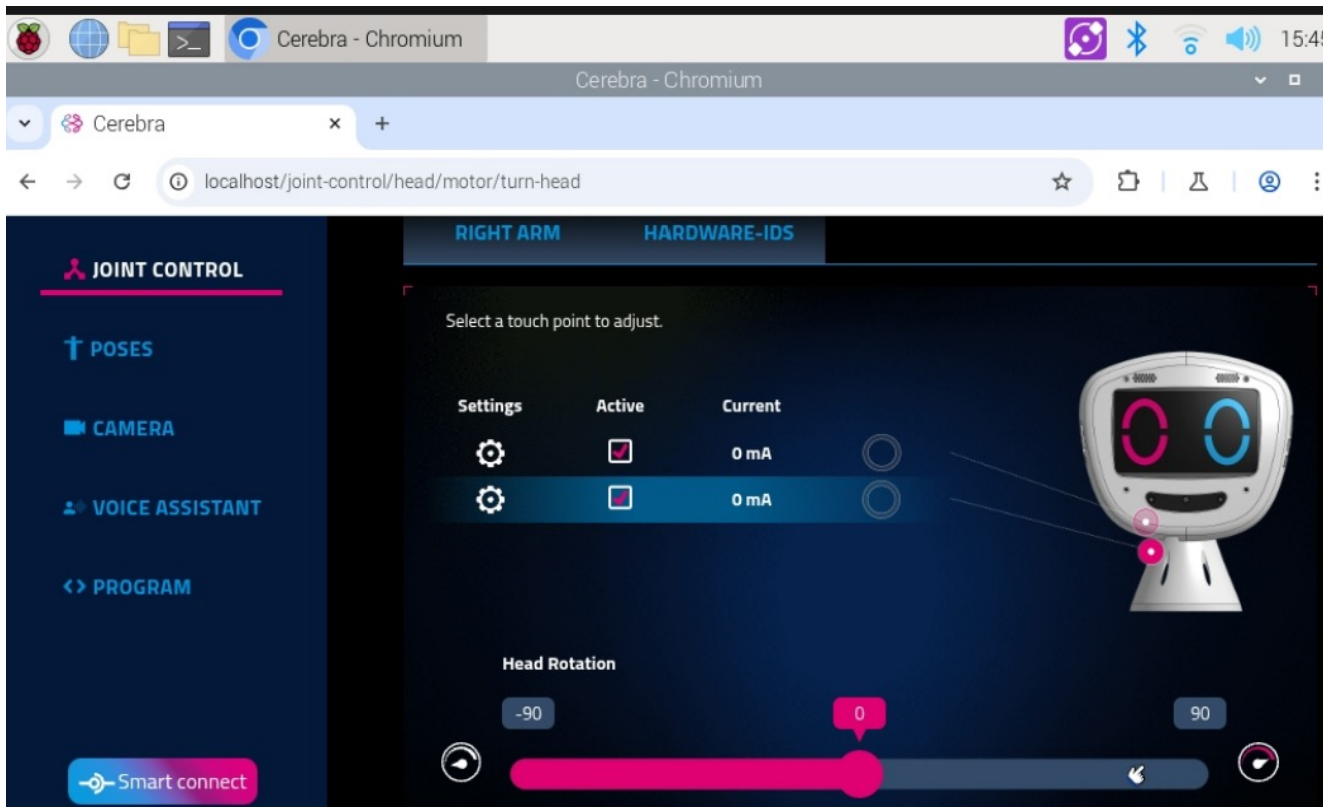 Cerebra - Chromium
15:45
Cerebra - Chromium
Cerebra
localhost/joint-control/head/motor/turn-head
RIGHT ARM HARDWARE-IDS
JOINT CONTROL
POSES
CAMERA
VOICE ASSISTANT
PROGRAM
Smart connect
Select a touch point to adjust.
Settings Active Current
0 mA
0 mA
0 0
Head Rotation
-90 0 90